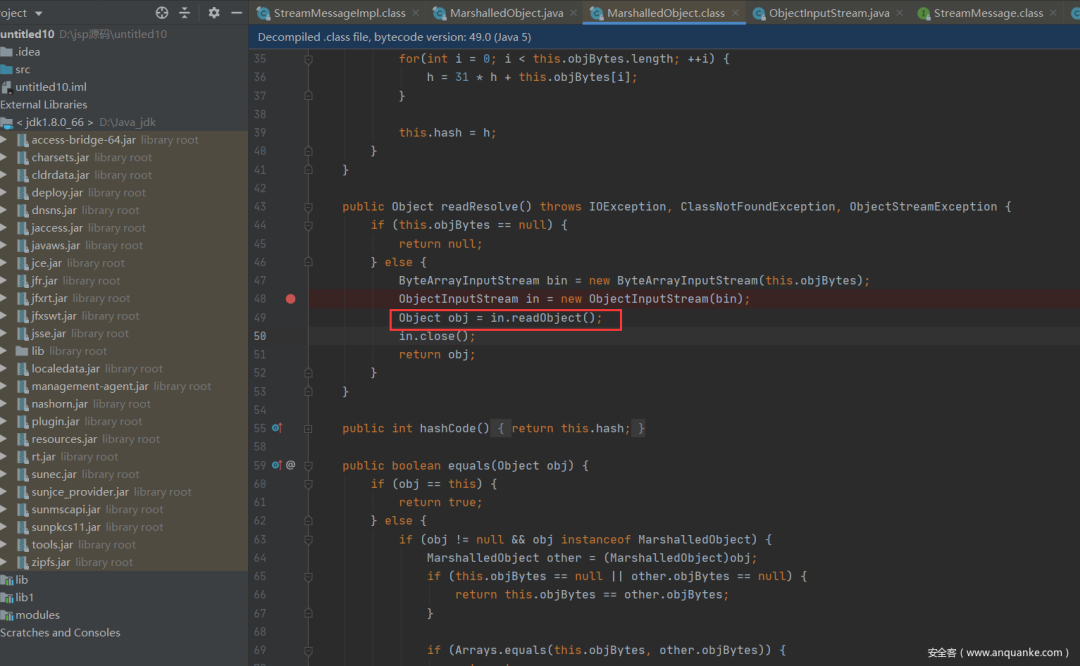 roject
StreamMessageImpl.class × MarshalledObject.java × MarshalledObject.class × ObjectInputStream.java × StreamMessage.class ×
untitled10 D:\jsp源码\untitled10
.idea
src
untitled10.iml
External Libraries
< jdk1.8.0_66 > D:\Java_jdk
access-bridge-64.jar library root
charsets.jar library root
cldrdata.jar library root
deploy.jar library root
dnsns.jar library root
jaccess.jar library root
javaws.jar library root
jce.jar library root
jfr.jar library root
jfxrt.jar library root
jfxswt.jar library root
jsse.jar library root
lib library root
localedata.jar library root
management-agent.jar library root
nashorn.jar library root
plugin.jar library root
resources.jar library root
rt.jar library root
sunec.jar library root
sunjce_provider.jar library root
sunmscapi.jar library root
sunpkcs11.jar library root
tools.jar library root
zipfs.jar library root
lib
lib1
modules
Scratches and Consoles
Decompiled .class file, bytecode version: 49.0 (Java 5)
35 for(int i = 0; i < this.objBytes.length; ++i) {
36 h = 31 * h + this.objBytes[i];
37 }
38
39 this.hash = h;
40 }
41 }
42
43 public Object readResolve() throws IOException, ClassNotFoundException, ObjectStreamException {
44 if (this.objBytes == null) {
45 return null;
46 } else {
47 ByteArrayInputStream bin = new ByteArrayInputStream(this.objBytes);
48 ObjectInputStream in = new ObjectInputStream(bin);
49 Object obj = in.readObject();
50 in.close();
51 return obj;
52 }
53 }
54
55 public int hashCode() { return this.hash; }
58
59 @ public boolean equals(Object obj) {
60 if (obj == this) {
61 return true;
62 } else {
63 if (obj != null && obj instanceof MarshalledObject) {
64 MarshalledObject other = (MarshalledObject)obj;
65 if (this.objBytes == null || other.objBytes == null) {
66 return this.objBytes == other.objBytes;
67 }
68
69 if (Arrays.equals(this.objBytes, other.objBytes)) {
安全客（www.anquanke.com）